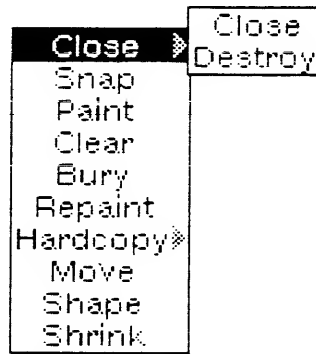 Close
Snap
Paint
Clear
Bury
Repaint
Hardcopy
Move
Shape
Shrink
Close
Destroy